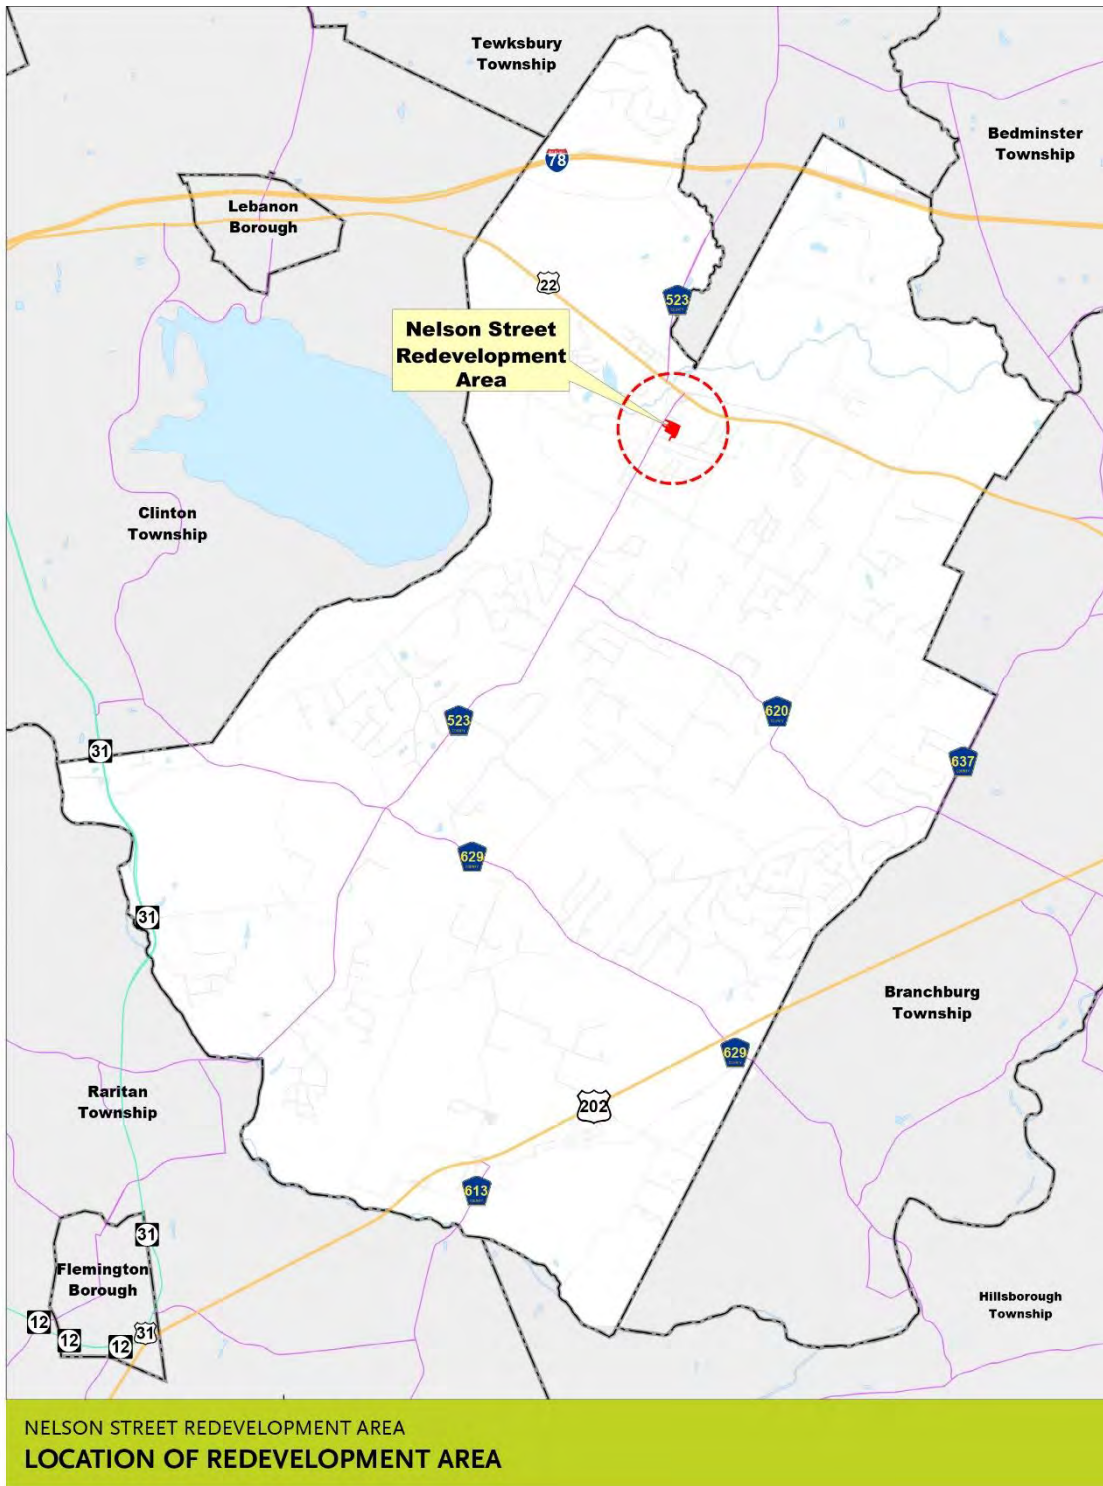 Tewksbury
Township
Bedminster
Township
78
Lebanon
Borough
22
523
Nelson Street
Redevelopment
Area
Clinton
Township
523
620
31
637
629
31
Branchburg
Township
629
Raritan
Township
202
613
31
Flemington
Borough
Hillsborough
Township
12
12
12
31
NELSON STREET REDEVELOPMENT AREA
LOCATION OF REDEVELOPMENT AREA